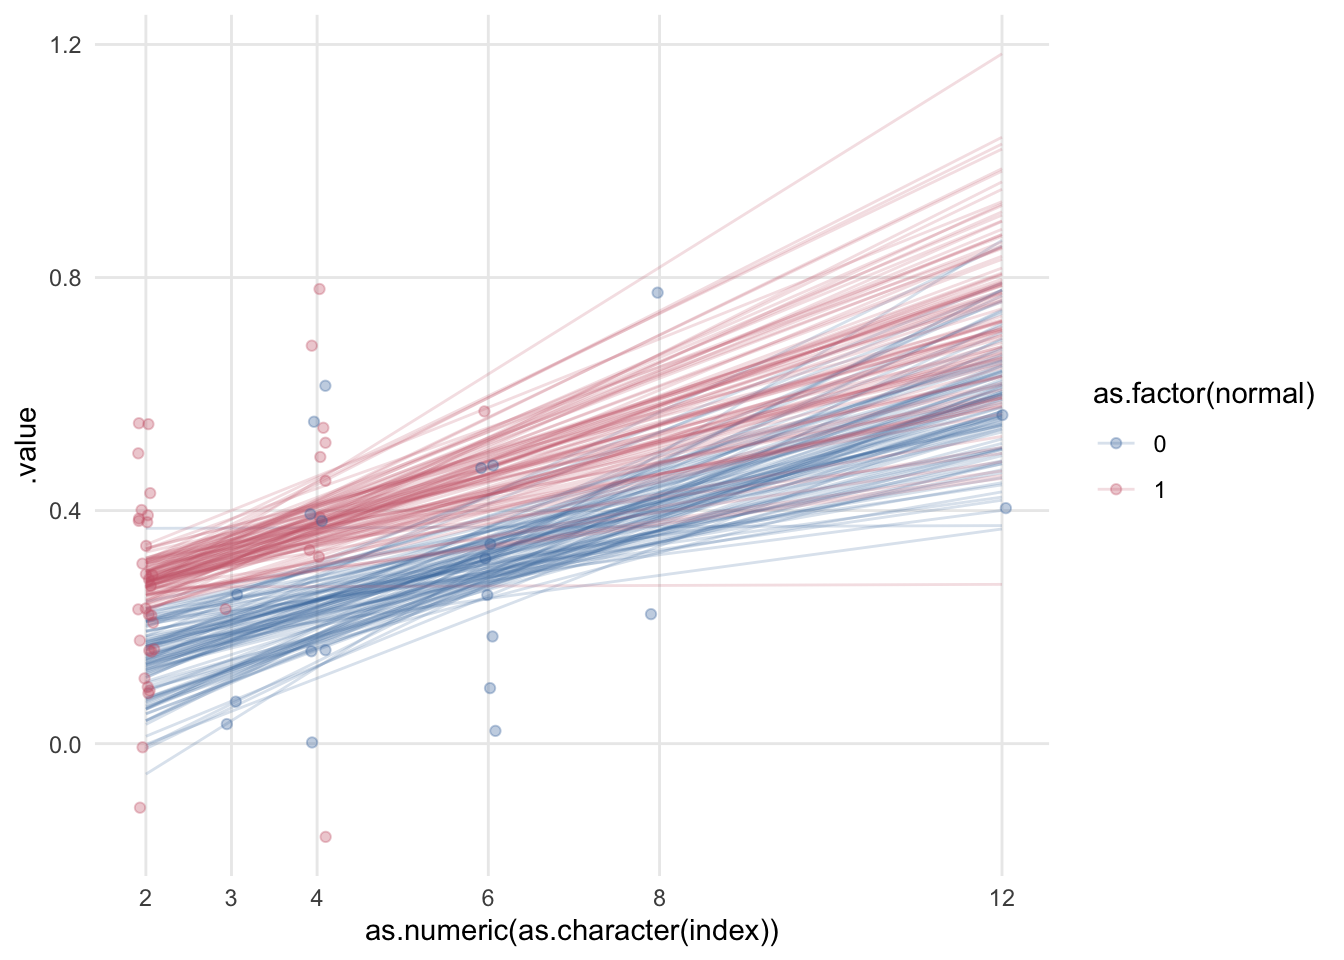 1.2
0.8
0.4
0.0
.value
2 3 4 6 8 12
as.numeric(as.character(index))
as.factor(normal)
0
1